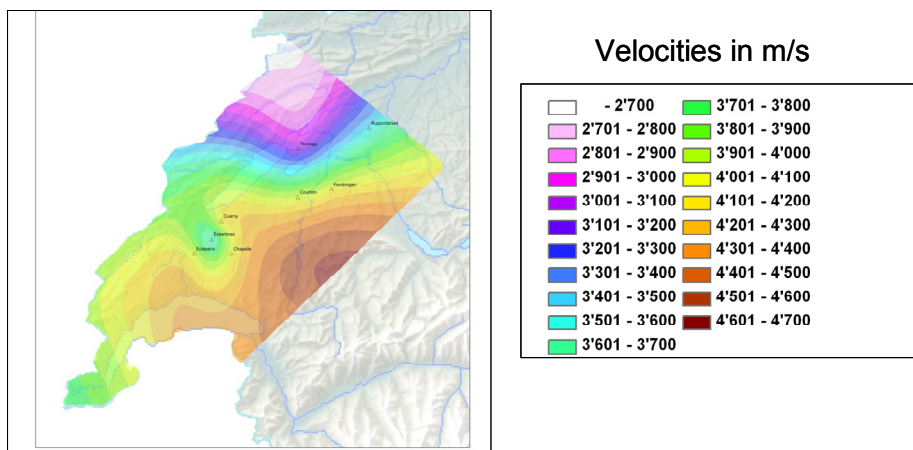 Velocities in m/s
- 2'700
2'701 - 2'800
2'801 - 2'900
2'901 - 3'000
3'001 - 3'100
3'101 - 3'200
3'201 - 3'300
3'301 - 3'400
3'401 - 3'500
3'501 - 3'600
3'601 - 3'700
3'701 - 3'800
3'801 - 3'900
3'901 - 4'000
4'001 - 4'100
4'101 - 4'200
4'201 - 4'300
4'301 - 4'400
4'401 - 4'500
4'501 - 4'600
4'601 - 4'700
Ruppoldsried
Fendringen
Courtion
Cuarny
Essertines
Eclepens
Chapelle